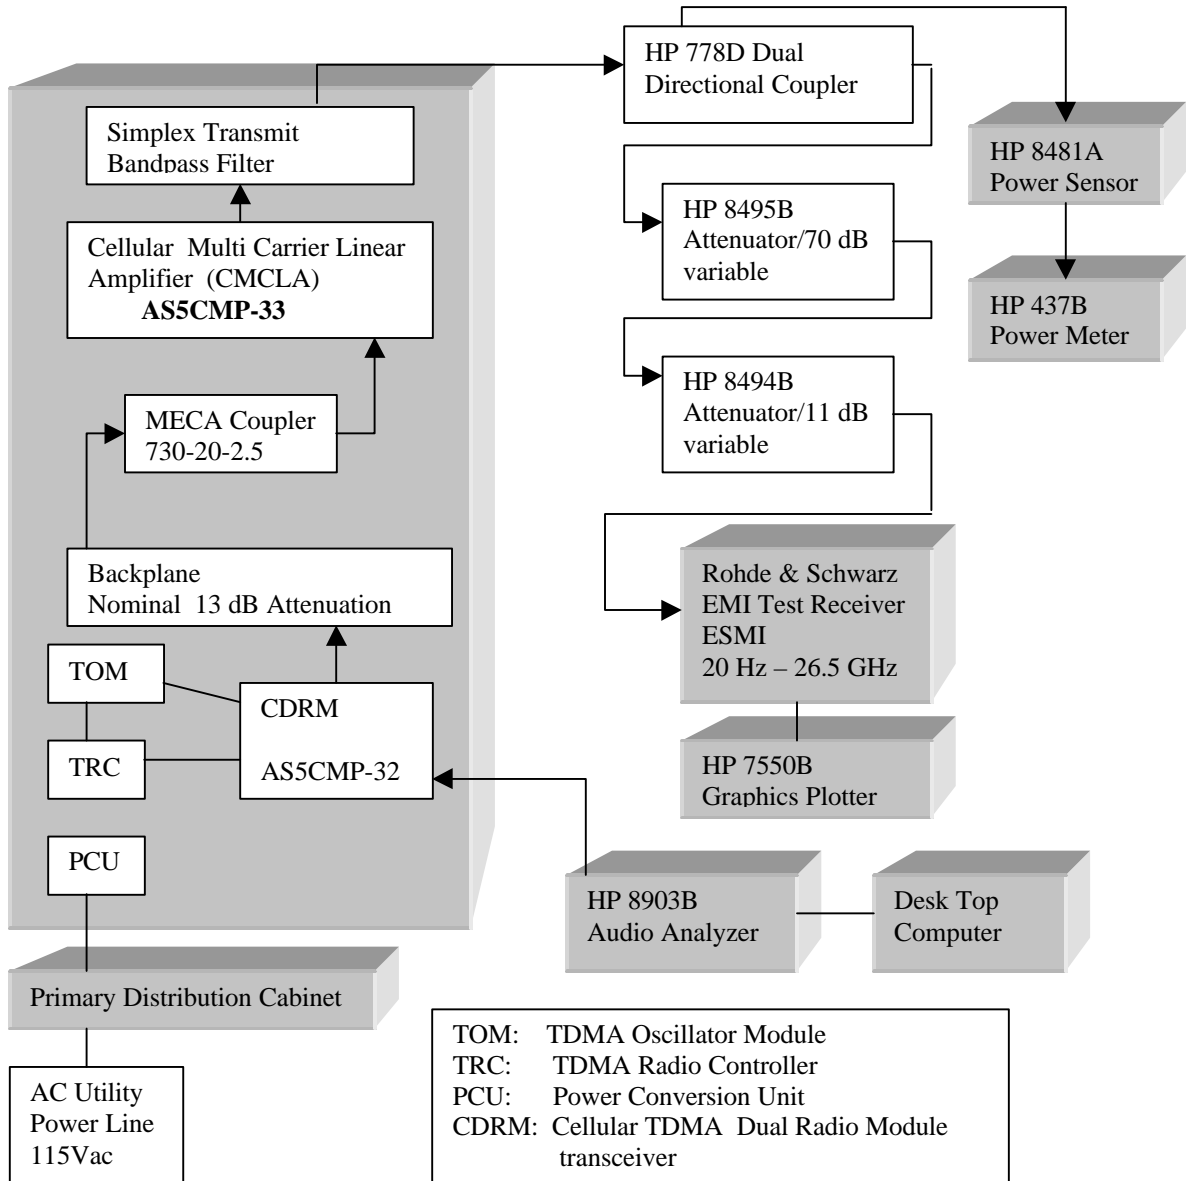 HP 778D Dual
Directional Coupler
Simplex Transmit
Bandpass Filter
HP 8481A
Power Sensor
HP 8495B
Attenuator/70 dB
variable
Cellular Multi Carrier Linear
Amplifier (CMCLA)
AS5CMP-33
HP 437B
Power Meter
HP 8494B
Attenuator/11 dB
variable
MECA Coupler
730-20-2.5
Backplane
Nominal 13 dB Attenuation
Rohde & Schwarz
EMI Test Receiver
ESMI
20 Hz – 26.5 GHz
TOM
CDRM
AS5CMP-32
TRC
HP 7550B
Graphics Plotter
PCU
HP 8903B
Audio Analyzer
Desk Top
Computer
Primary Distribution Cabinet
AC Utility
Power Line
115Vac
TOM: TDMA Oscillator Module
TRC: TDMA Radio Controller
PCU: Power Conversion Unit
CDRM: Cellular TDMA Dual Radio Module
transceiver